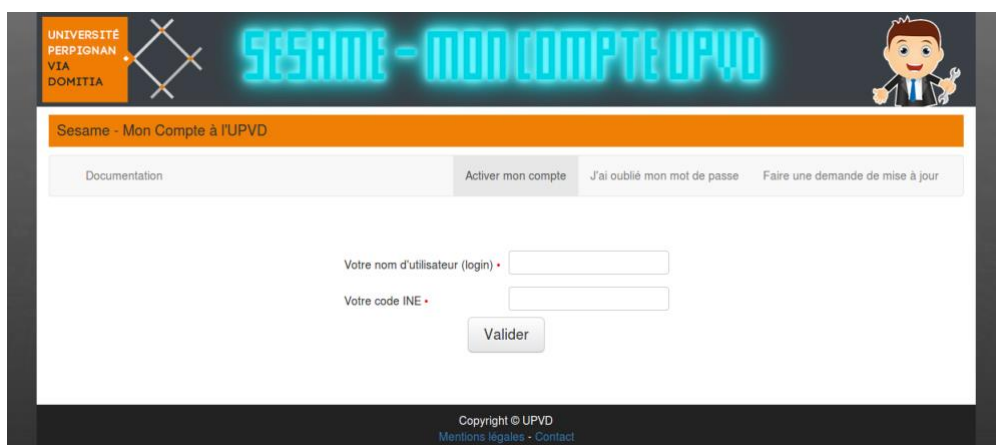 UNIVERSITÉ
PERPIGNAN
VIA
DOMITIA
SESAME - MON COMPTE UPVD
Sesame - Mon Compte à l'UPVD
Documentation Activer mon compte J'ai oublié mon mot de passe Faire une demande de mise à jour
Votre nom d'utilisateur (login) •
Votre code INE •
Valider
Copyright © UPVD
Mentions légales - Contact